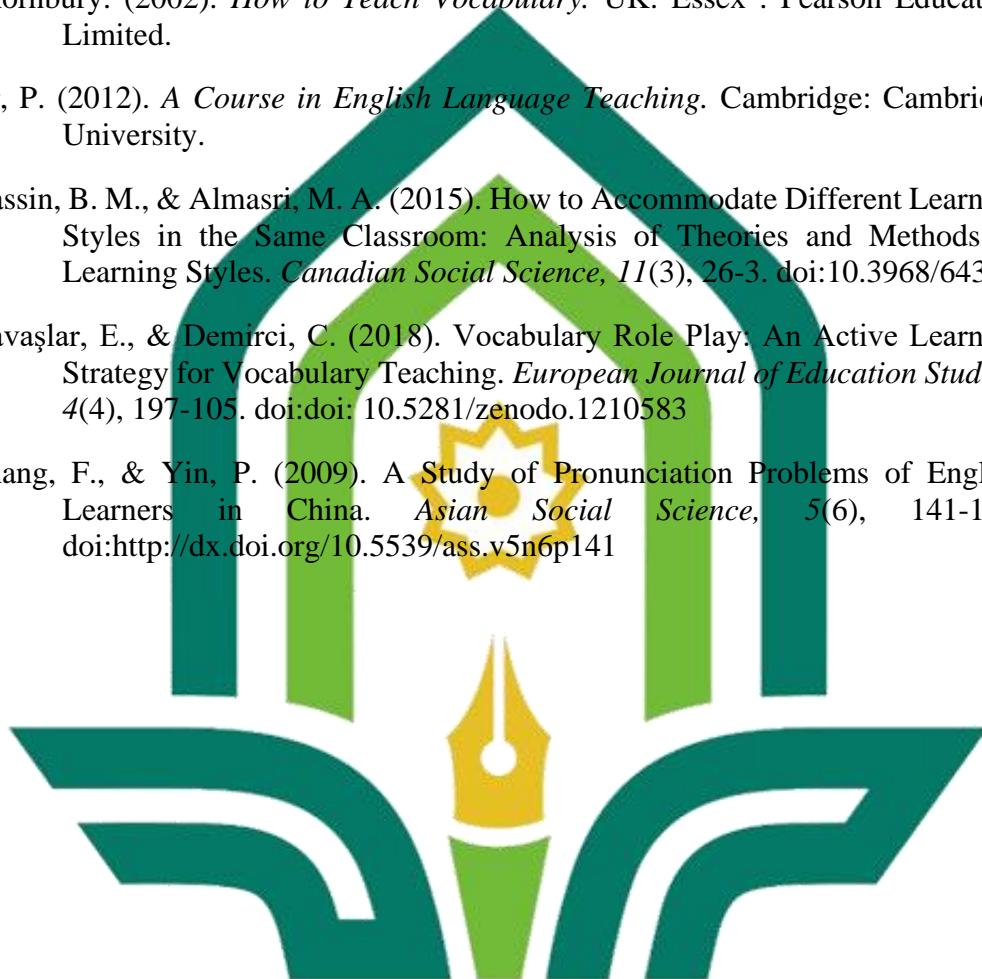 ornbury. (2002). How to Teach Vocabulary. UK: Essex : Pearson Educat
Limited.
, P. (2012). A Course in English Language Teaching. Cambridge: Cambri
University.
assin, B. M., & Almasri, M. A. (2015). How to Accommodate Different Learn
Styles in the Same Classroom: Analysis of Theories and Methods
Learning Styles. Canadian Social Science, 11(3), 26-3. doi:10.3968/643
avaşlar, E., & Demirci, C. (2018). Vocabulary Role Play: An Active Learn
Strategy for Vocabulary Teaching. European Journal of Education Stud
4(4), 197-105. doi:doi: 10.5281/zenodo.1210583
ang, F., & Yin, P. (2009). A Study of Pronunciation Problems of Engl
Learners in China. Asian Social Science, 5(6), 141-1
doi:http://dx.doi.org/10.5539/ass.v5n6p141